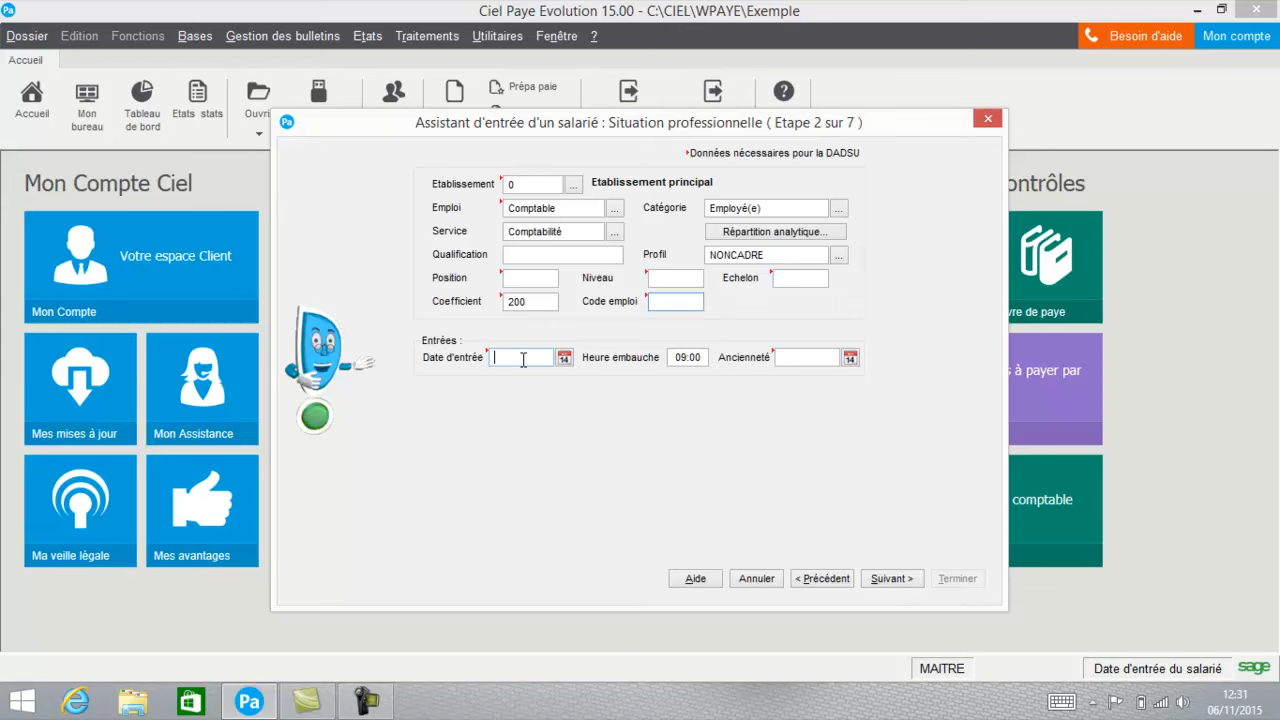 Pa Ciel Paye Evolution 15.00 - C:\CIEL\WPAYE\Exemple
Dossier Edition Fonctions Bases Gestion des bulletins Etats Traitements Utilitaires Fenêtre ? Besoin d'aide Mon compte
Accueil
Prépa paie
Accueil Mon bureau Tableau de bord Etats stats Ouvri
Pa Assistant d'entrée d'un salarié : Situation professionnelle ( Etape 2 sur 7 )
Données nécessaires pour la DADSU
Etablissement 0 ... Etablissement principal
Emploi Comptable ... Catégorie Employé(e) ...
Service Comptabilité ... Répartition analytique...
Qualification Profil NONCADRE ...
Position Niveau Echelon
Coefficient 200 Code emploi
Entrées :
Date d'entrée 14 Heure embauche 09:00 Ancienneté 14
Aide Annuler < Précédent Suivant > Terminer
Mon Compte Ciel
Votre espace Client
Mon Compte
Mes mises à jour Mon Assistance
Ma veille légale Mes avantages
ontrôles
vre de paye
s à payer par
comptable
MAITRE Date d'entrée du salarié sage
Pa
12:31
06/11/2015